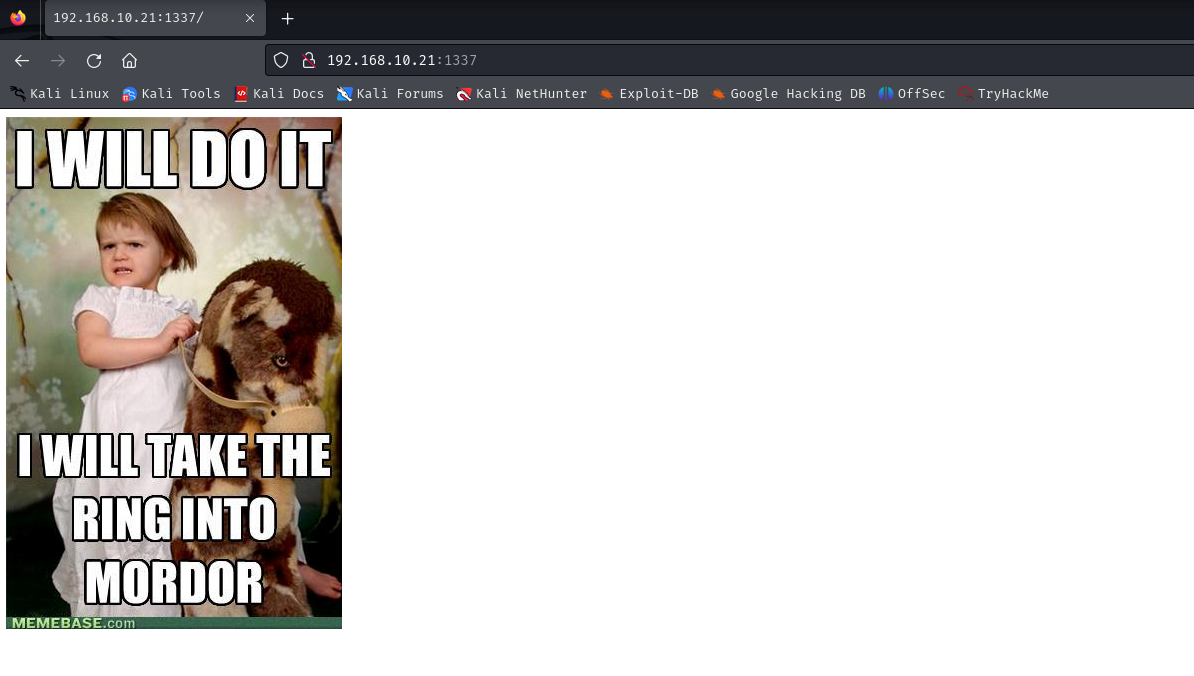 192.168.10.21:1337/
192.168.10.21:1337
Kali Linux Kali Tools Kali Docs Kali Forums Kali NetHunter Exploit-DB Google Hacking DB OffSec TryHackMe
I WILL DO IT
I WILL TAKE THE
RING INTO
MORDOR
MEMEBASE.com